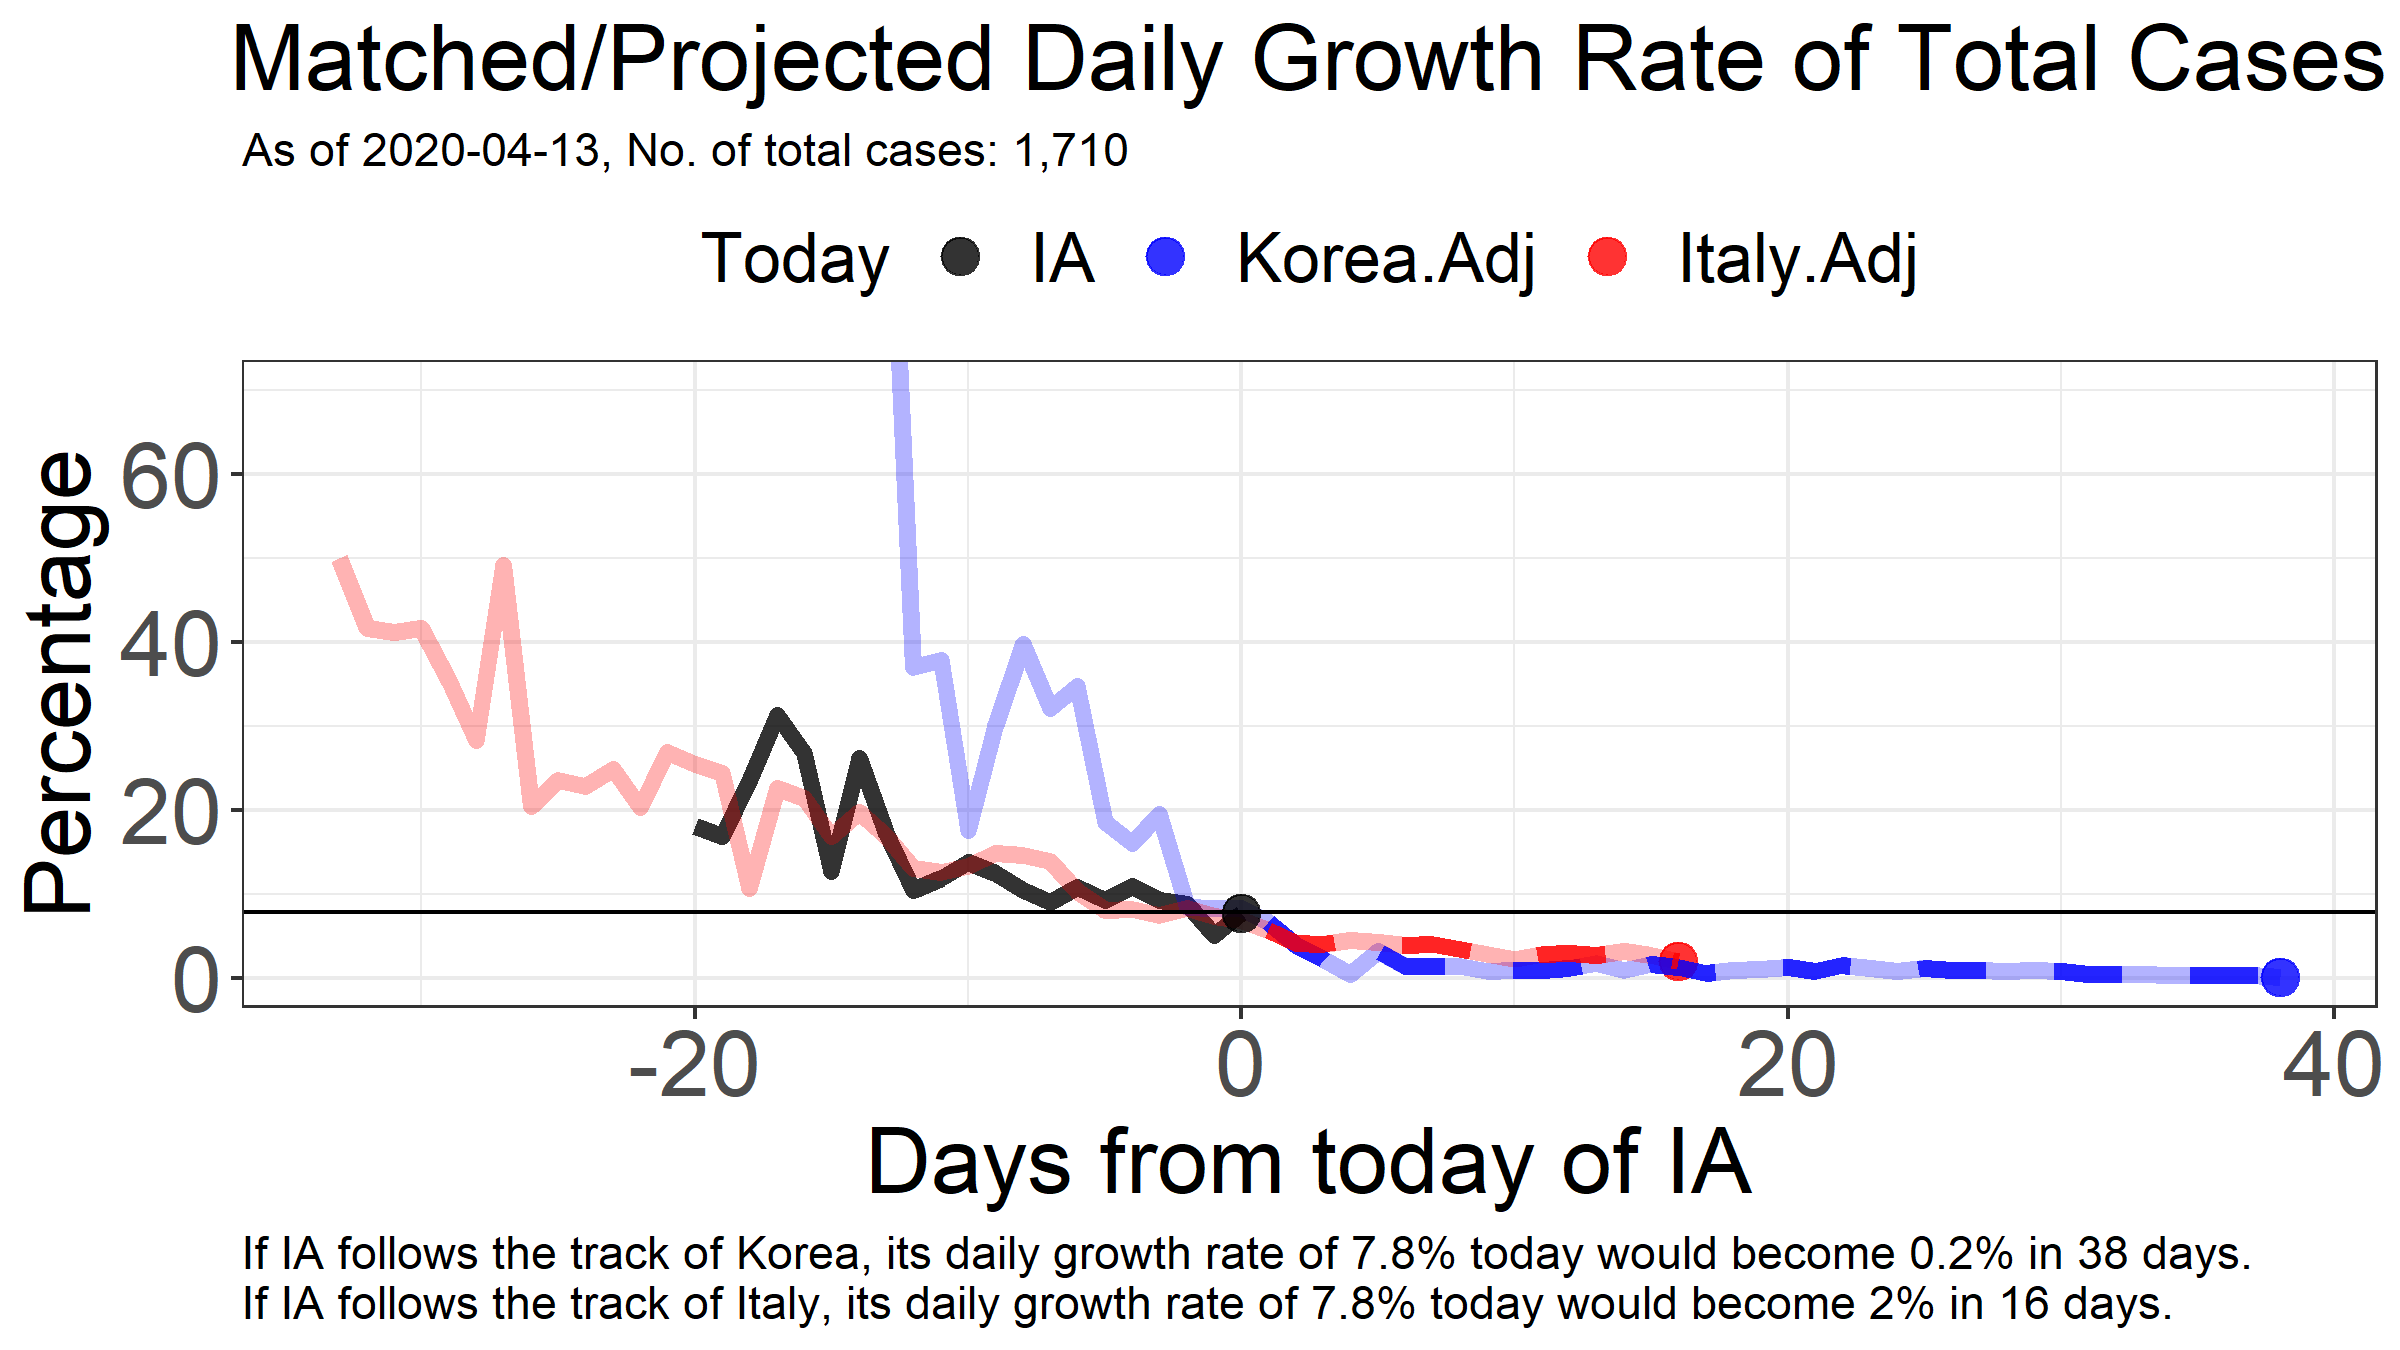 Matched/Projected Daily Growth Rate of Total Cases
As of 2020-04-13, No. of total cases: 1,710
Today IA Korea.Adj Italy.Adj
Percentage
60
40
20
0
-20 0 20 40
Days from today of IA
If IA follows the track of Korea, its daily growth rate of 7.8% today would become 0.2% in 38 days.
If IA follows the track of Italy, its daily growth rate of 7.8% today would become 2% in 16 days.